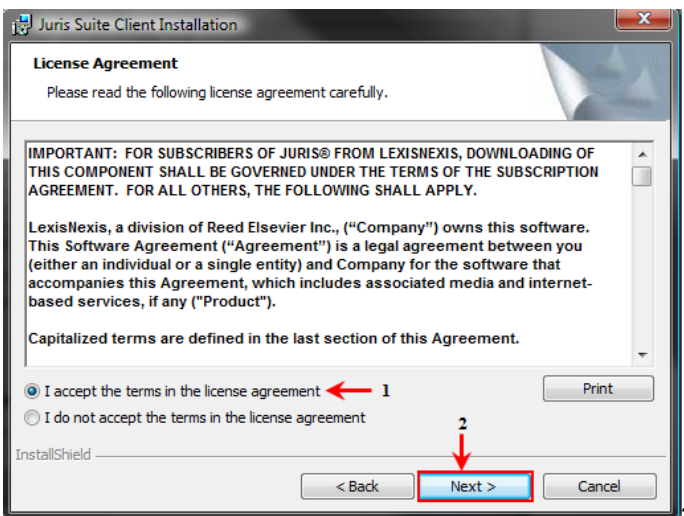 Juris Suite Client Installation
License Agreement
Please read the following license agreement carefully.
IMPORTANT: FOR SUBSCRIBERS OF JURIS® FROM LEXISNEXIS, DOWNLOADING OF
THIS COMPONENT SHALL BE GOVERNED UNDER THE TERMS OF THE SUBSCRIPTION
AGREEMENT. FOR ALL OTHERS, THE FOLLOWING SHALL APPLY.
LexisNexis, a division of Reed Elsevier Inc., (“Company”) owns this software.
This Software Agreement (“Agreement”) is a legal agreement between you
(either an individual or a single entity) and Company for the software that
accompanies this Agreement, which includes associated media and internet-
based services, if any ("Product").
Capitalized terms are defined in the last section of this Agreement.
I accept the terms in the license agreement 1
Print
I do not accept the terms in the license agreement
2
InstallShield
< Back Next > Cancel